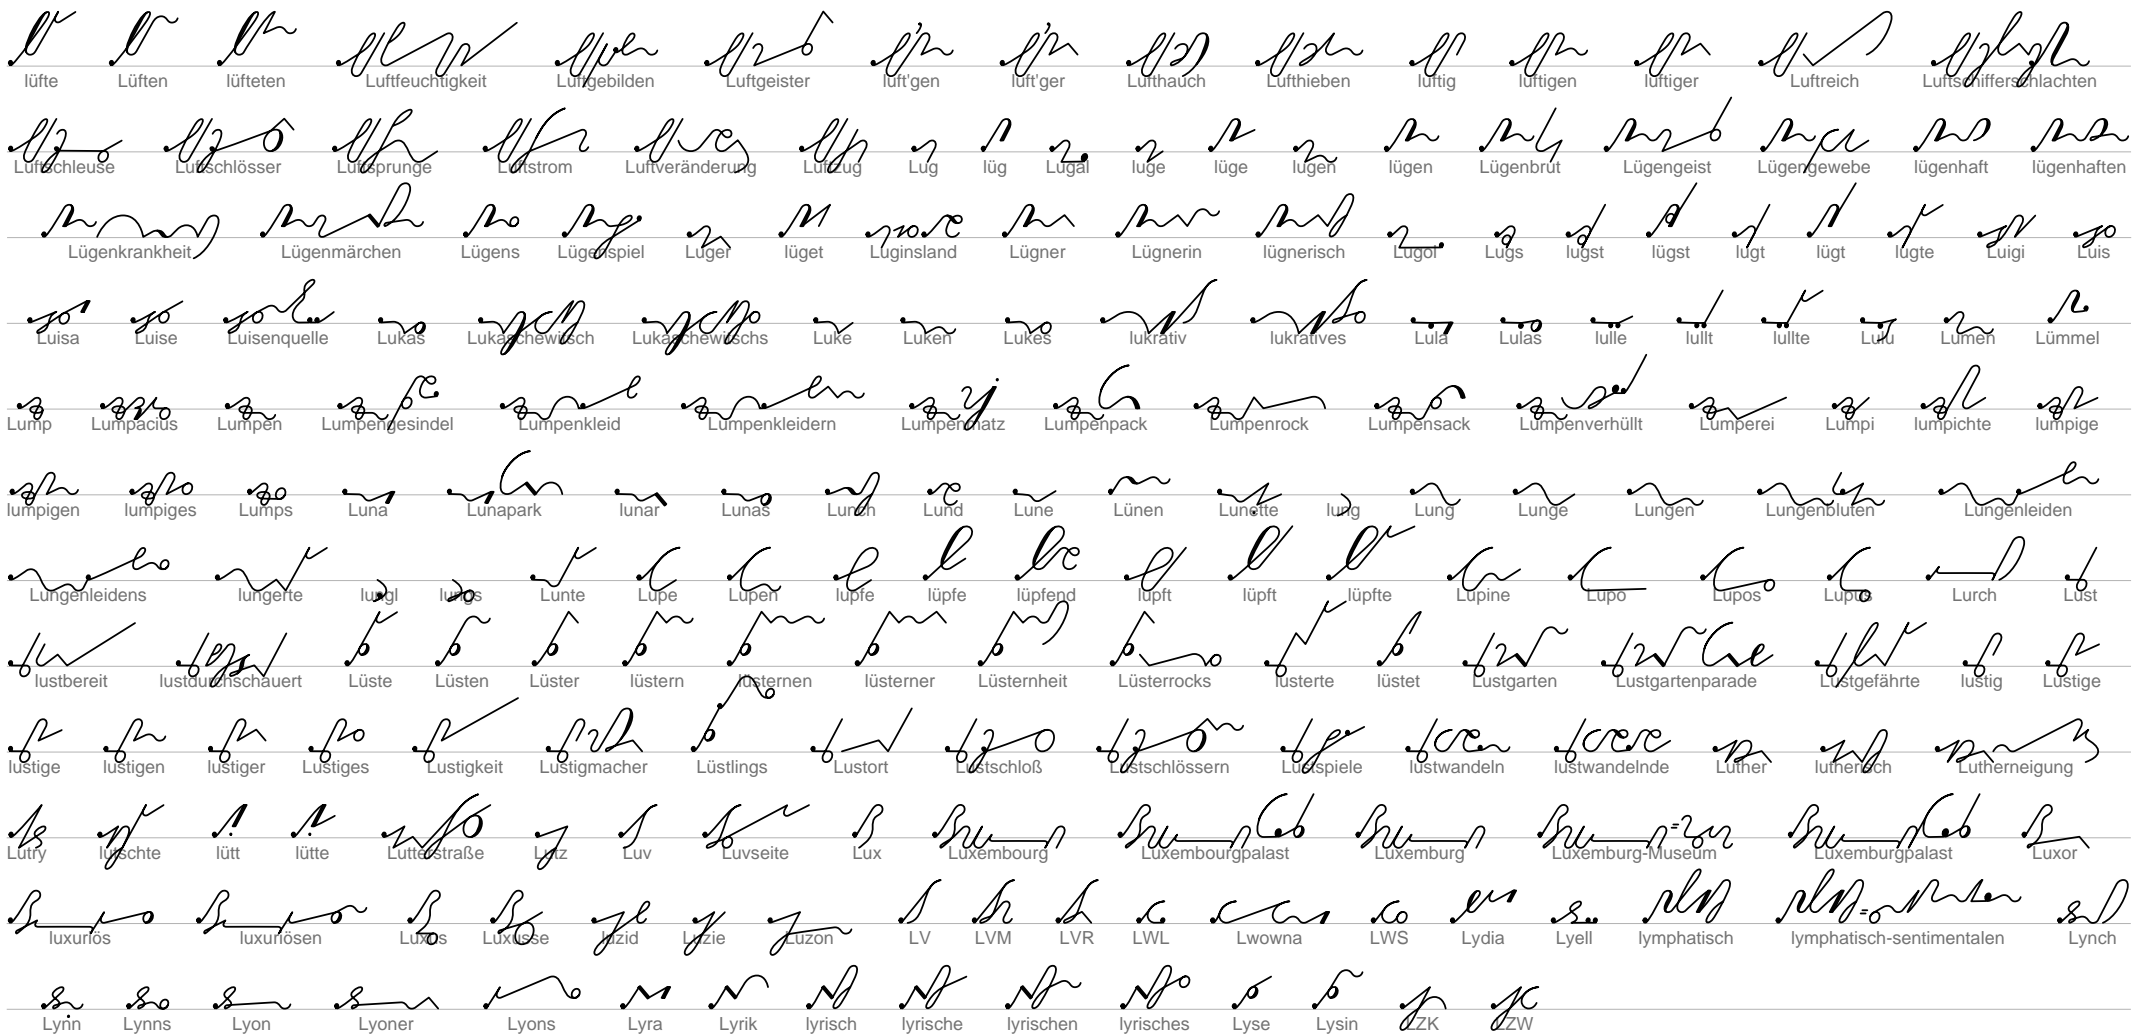 lüfte Lüften lüfteten Luftfeuchtigkeit Luftgebilden Luftgeister luft'gen luft'ger Lufthauch Lufthieben luftig luftigen luftiger Luftreich Luftschifferschlachten
Luftschleuse Luftschlösser Luftsprunge Luftstrom Luftveränderung Luftzug Lug lüg Lugal luge lüge lugen lügen Lügenbrut Lügengeist Lügengewebe lügenhaft lügenhaften
Lügenkrankheit Lügenmärchen Lügens Lügenspiel Luger lüget Luginsland Lügner Lügnerin lügnerisch Lugol Lugs lugst lügst lugt lügt lugte Luigi Luis
Luisa Luise Luisenquelle Lukas Lukaschewitsch Lukaschewitschs Luke Luken Lukes lukrativ lukratives Lula Lulas lulle lullt lullte Lulu Lumen Lümmel
Lump Lumpacius Lumpen Lumpengesindel Lumpenkleid Lumpenkleidern Lumpenmatz Lumpenpack Lumpenrock Lumpensack Lumpenverhüllt Lumperei Lumpi lumpichte lumpige
lumpigen lumpiges Lumps Luna Lunapark lunar Lunas Lunch Lund Lune Lünen Lunette lung Lung Lunge Lungen Lungenbluten Lungenleiden
Lungenleidens lungerte lungl lungs Lunte Lupe Lupen lupfe lüpfe lüpfend lupft lüpft lüpfte Lupine Lupo Lupos Lupus Lurch Lust
lustbereit lustdurchschauert Lüste Lüsten Lüster lüstern lüsternen lüsterner Lüsternheit Lüsterrocks lüsterte lüstet Lustgarten Lustgartenparade Lustgefährte lustig Lustige
lustige lustigen lustiger Lustiges Lustigkeit Lustigmacher Lüstlings Lustort Lustschloß Lustschlössern Lustspiele lustwandeln lustwandelnde Luther lutherisch Lutherneigung
Lutry lutschte lütt lütte Lutterstraße Lutz Luv Luvseite Lux Luxembourg Luxembourgpalast Luxemburg Luxemburg-Museum Luxemburgpalast Luxor
luxuriös luxuriösen Luxus Luxusse luzid Luzie Luzon LV LVM LVR LWL Lwowna LWS Lydia Lyell lymphatisch lymphatisch-sentimentalen Lynch
Lynn Lynns Lyon Lyoner Lyons Lyra Lyrik lyrisch lyrische lyrischen lyrisches Lyse Lysin LZK LZW